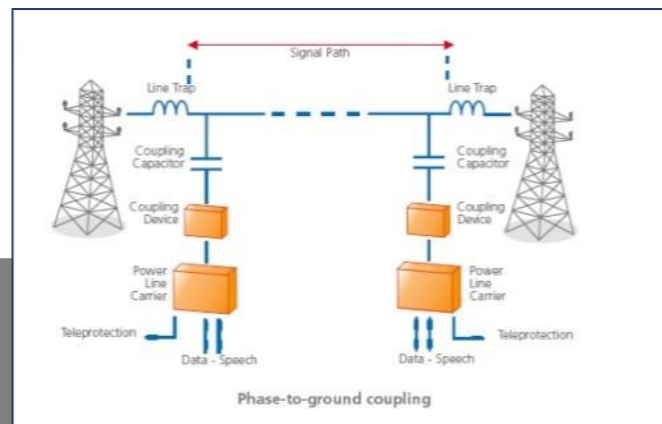 Signal Path
Line Trap
Line Trap
Coupling
Capacitor
Coupling
Capacitor
Coupling
Device
Coupling
Device
Power
Line
Carrier
Power
Line
Carrier
Teleprotection
Teleprotection
Data - Speech
Data - Speech
Phase-to-ground coupling